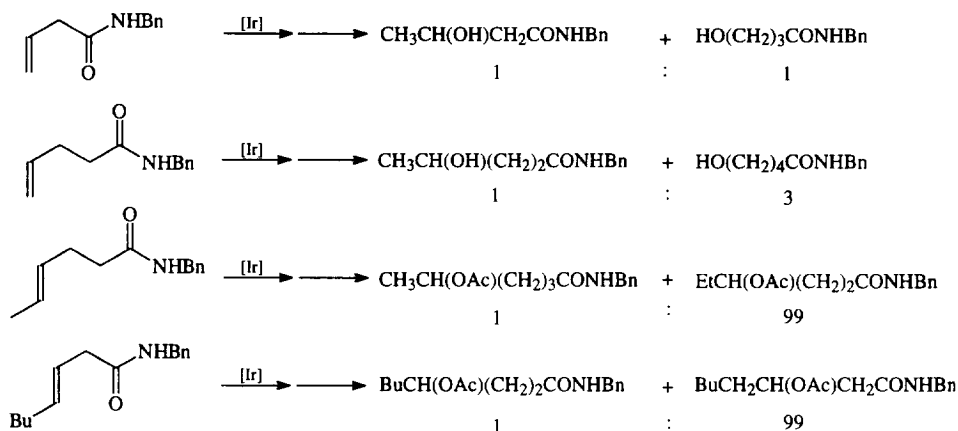 NHBn
O
[Ir]
CH₃CH(OH)CH₂CONHBn + HO(CH₂)₃CONHBn
1 : 1
O
NHBn
[Ir]
CH₃CH(OH)(CH₂)₂CONHBn + HO(CH₂)₄CONHBn
1 : 3
O
NHBn
[Ir]
CH₃CH(OAc)(CH₂)₃CONHBn + EtCH(OAc)(CH₂)₂CONHBn
1 : 99
NHBn
O
Bu
[Ir]
BuCH(OAc)(CH₂)₂CONHBn + BuCH₂CH(OAc)CH₂CONHBn
1 : 99